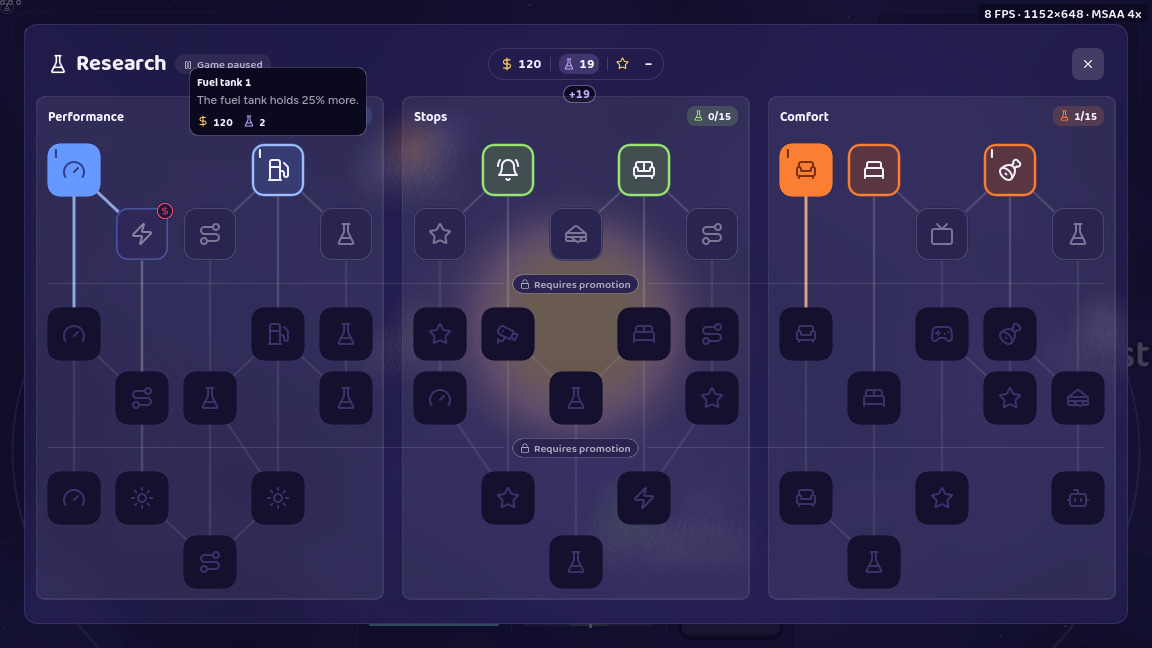 8 FPS · 1152×648 · MSAA 4x
Research
Game paused
120
19
–
+19
Fuel tank 1
The fuel tank holds 25% more.
120 2
Performance
Stops
0/15
Comfort
1/15
I
I
I
I
$
Requires promotion
st
Requires promotion